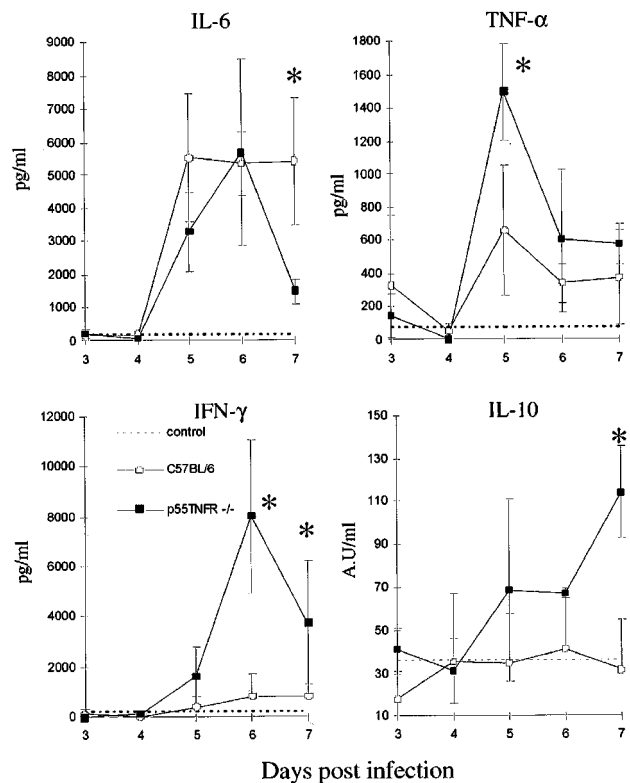 IL-6
pg/ml
9000
8000
7000
6000
5000
4000
3000
2000
1000
0
3 4 5 6 7
*
TNF-α
pg/ml
1800
1600
1400
1200
1000
800
600
400
200
0
3 4 5 6 7
*
IFN-γ
pg/ml
12000
10000
8000
6000
4000
2000
0
3 4 5 6 7
control
C57BL/6
p55TNFR -/-
*
*
IL-10
A.U/ml
150
130
110
90
70
50
30
10
3 4 5 6 7
*
Days post infection